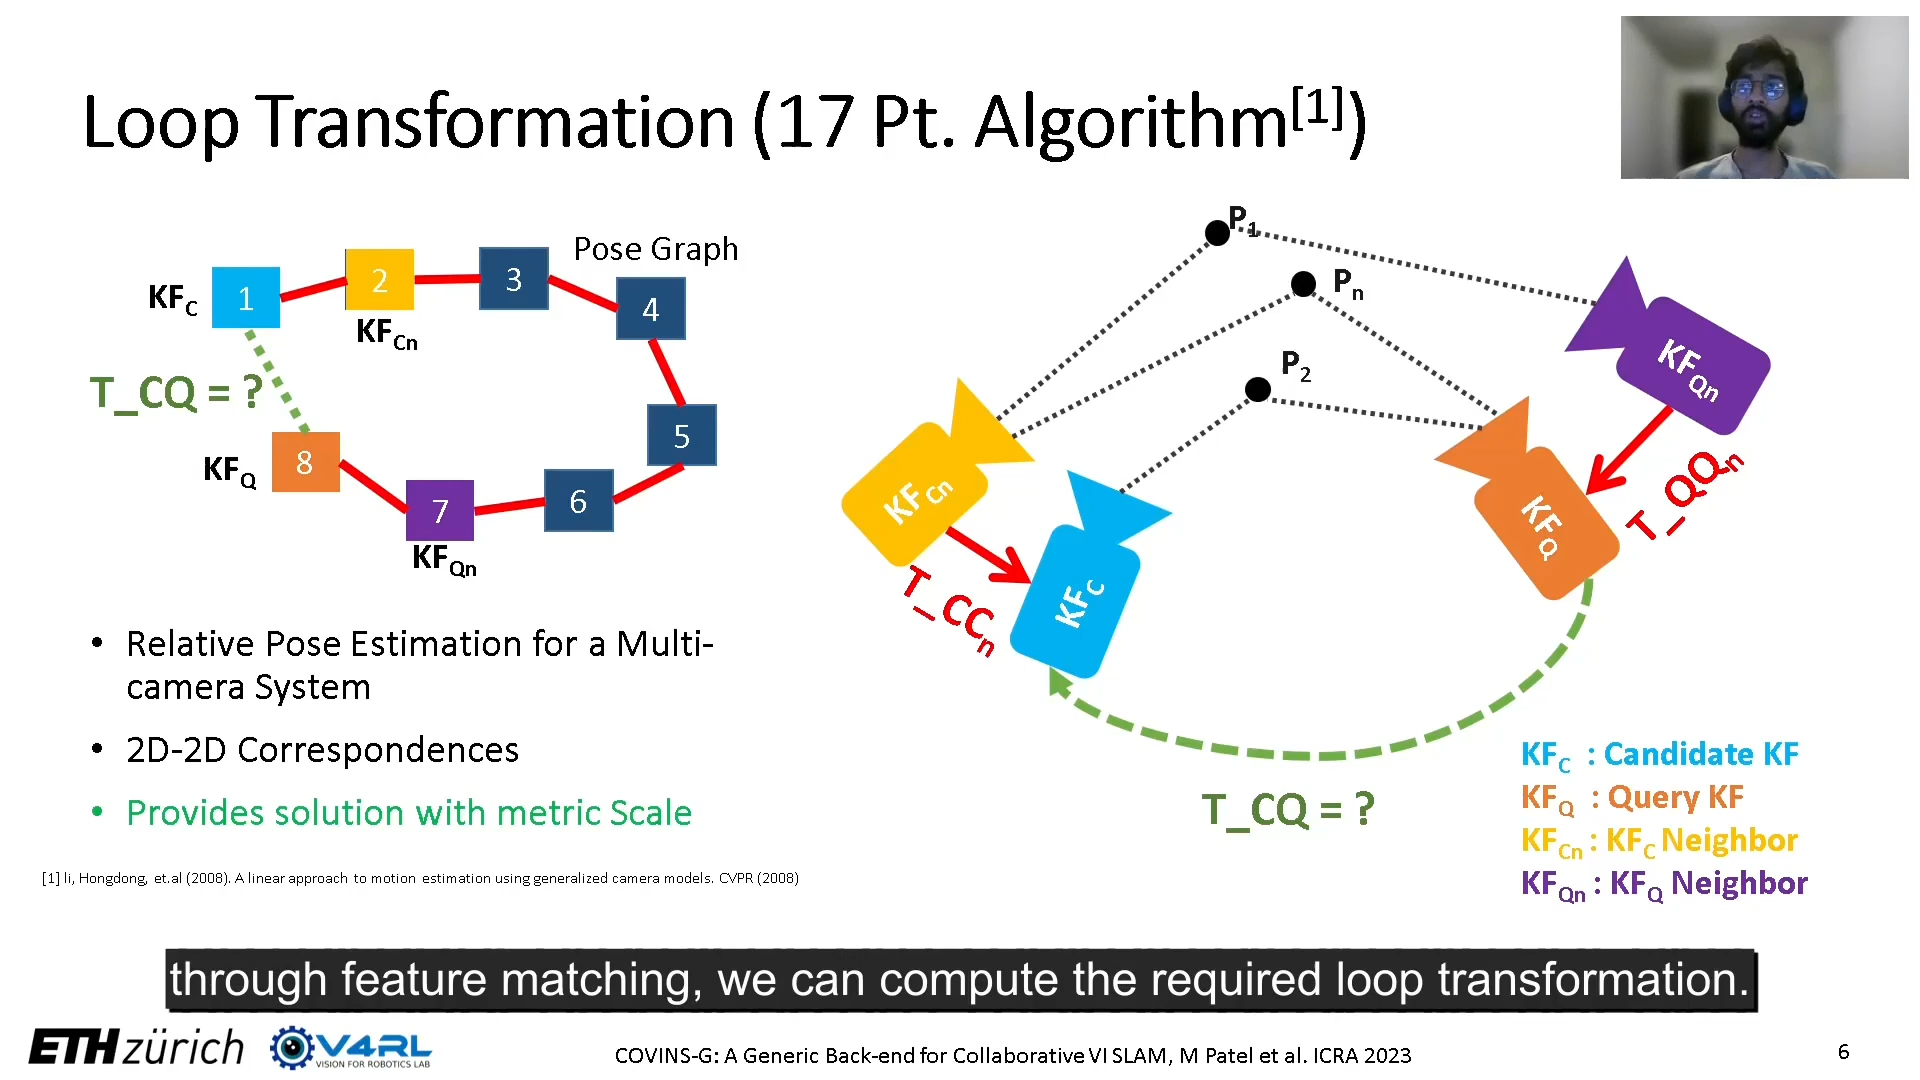 Loop Transformation (17 Pt. Algorithm[1])
Pose Graph
KFC
1
2
3
4
KFCn
T_CQ = ?
5
KFQ
8
7
6
KFQn
P1
Pn
P2
KFQn
KFCn
KFQ
T_QQn
KFC
T_CCn
T_CQ = ?
• Relative Pose Estimation for a Multi-
camera System
• 2D-2D Correspondences
• Provides solution with metric Scale
KFC : Candidate KF
KFQ : Query KF
KFCn : KFC Neighbor
KFQn : KFQ Neighbor
[1] li, Hongdong, et.al (2008). A linear approach to motion estimation using generalized camera models. CVPR (2008)
through feature matching, we can compute the required loop transformation.
ETH zürich
V4RL
VISION FOR ROBOTICS LAB
COVINS-G: A Generic Back-end for Collaborative VI SLAM, M Patel et al. ICRA 2023
6